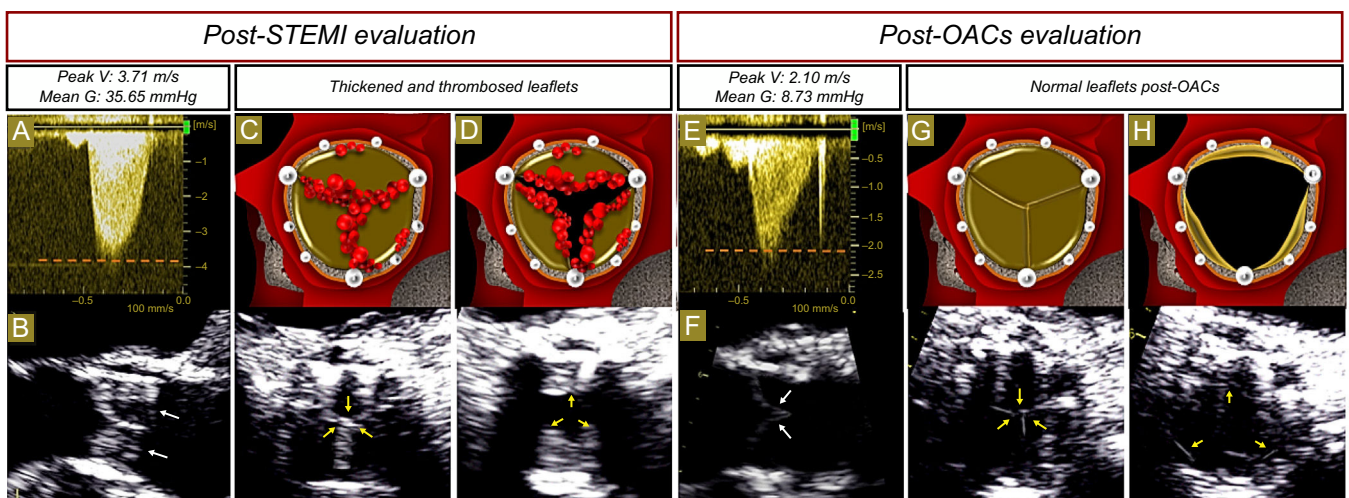 Post-STEMI evaluation
Post-OACs evaluation
Peak V: 3.71 m/s
Mean G: 35.65 mmHg
Thickened and thrombosed leaflets
Peak V: 2.10 m/s
Mean G: 8.73 mmHg
Normal leaflets post-OACs
A
[m/s]
–1
–2
–3
–4
–0.5
0.0
100 mm/s
C
D
E
[m/s]
–0.5
–1.0
–1.5
–2.0
–2.5
–0.5
0.0
100 mm/s
G
H
B
F